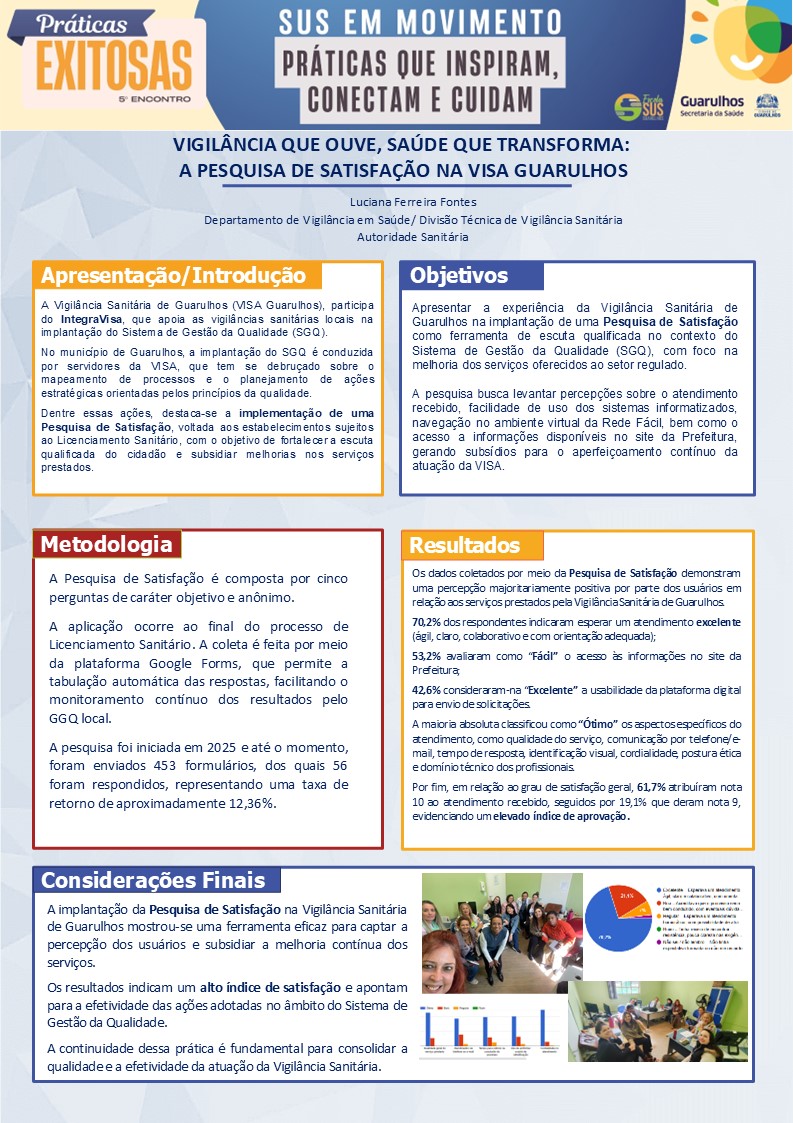 Práticas
EXITOSAS
5º ENCONTRO
SUS EM MOVIMENTO
PRÁTICAS QUE INSPIRAM,
CONECTAM E CUIDAM
Escola
SUS
Guarulhos
Secretaria da Saúde
GUARULHOS
VIGILÂNCIA QUE OUVE, SAÚDE QUE TRANSFORMA:
A PESQUISA DE SATISFAÇÃO NA VISA GUARULHOS
Luciana Ferreira Fontes
Departamento de Vigilância em Saúde/ Divisão Técnica de Vigilância Sanitária
Autoridade Sanitária
Apresentação/Introdução
A Vigilância Sanitária de Guarulhos (VISA Guarulhos), participa
do IntegraVisa, que apoia as vigilâncias sanitárias locais na
implantação do Sistema de Gestão da Qualidade (SGQ).
No município de Guarulhos, a implantação do SGQ é conduzida
por servidores da VISA, que tem se debruçado sobre o
mapeamento de processos e o planejamento de ações
estratégicas orientadas pelos princípios da qualidade.
Dentre essas ações, destaca-se a implementação de uma
Pesquisa de Satisfação, voltada aos estabelecimentos sujeitos
ao Licenciamento Sanitário, com o objetivo de fortalecer a escuta
qualificada do cidadão e subsidiar melhorias nos serviços
prestados.
Objetivos
Apresentar a experiência da Vigilância Sanitária de
Guarulhos na implantação de uma Pesquisa de Satisfação
como ferramenta de escuta qualificada no contexto do
Sistema de Gestão da Qualidade (SGQ), com foco na
melhoria dos serviços oferecidos ao setor regulado.
A pesquisa busca levantar percepções sobre o atendimento
recebido, facilidade de uso dos sistemas informatizados,
navegação no ambiente virtual da Rede Fácil, bem como o
acesso a informações disponíveis no site da Prefeitura,
gerando subsídios para o aperfeiçoamento contínuo da
atuação da VISA.
Metodologia
A Pesquisa de Satisfação é composta por cinco
perguntas de caráter objetivo e anônimo.
A aplicação ocorre ao final do processo de
Licenciamento Sanitário. A coleta é feita por meio
da plataforma Google Forms, que permite a
tabulação automática das respostas, facilitando o
monitoramento contínuo dos resultados pelo
GGQ local.
A pesquisa foi iniciada em 2025 e até o momento,
foram enviados 453 formulários, dos quais 56
foram respondidos, representando uma taxa de
retorno de aproximadamente 12,36%.
Resultados
Os dados coletados por meio da Pesquisa de Satisfação demonstram
uma percepção majoritariamente positiva por parte dos usuários em
relação aos serviços prestados pela Vigilância Sanitária de Guarulhos.
70,2% dos respondentes indicaram esperar um atendimento excelente
(ágil, claro, colaborativo e com orientação adequada);
53,2% avaliaram como “Fácil” o acesso às informações no site da
Prefeitura;
42,6% consideraram-na “Excelente” a usabilidade da plataforma digital
para envio de solicitações.
A maioria absoluta classificou como “Ótimo” os aspectos específicos do
atendimento, como qualidade do serviço, comunicação por telefone/e-
mail, tempo de resposta, identificação visual, cordialidade, postura ética
e domínio técnico dos profissionais.
Por fim, em relação ao grau de satisfação geral, 61,7% atribuíram nota
10 ao atendimento recebido, seguidos por 19,1% que deram nota 9,
evidenciando um elevado índice de aprovação.
Considerações Finais
A implantação da Pesquisa de Satisfação na Vigilância Sanitária
de Guarulhos mostrou-se uma ferramenta eficaz para captar a
percepção dos usuários e subsidiar a melhoria contínua dos
serviços.
Os resultados indicam um alto índice de satisfação e apontam
para a efetividade das ações adotadas no âmbito do Sistema de
Gestão da Qualidade.
A continuidade dessa prática é fundamental para consolidar a
qualidade e a efetividade da atuação da Vigilância Sanitária.